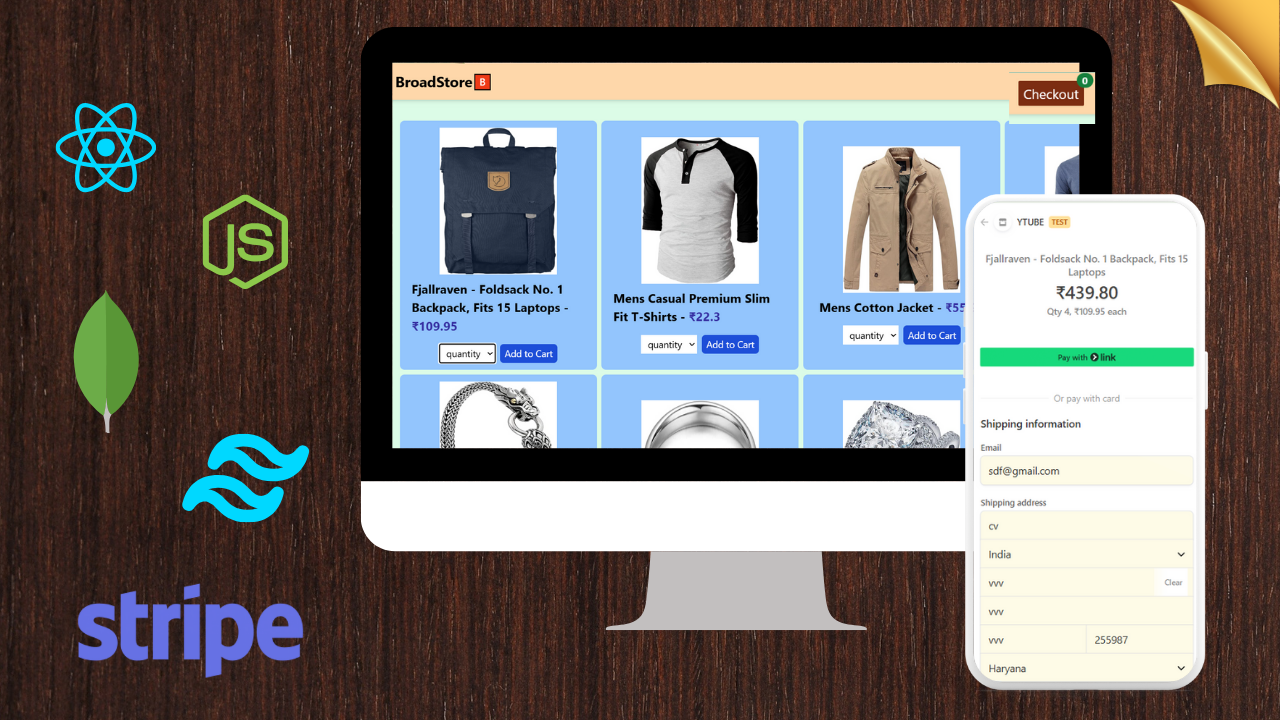 BroadStore B
Checkout
0
Fjallraven - Foldsack No. 1
Backpack, Fits 15 Laptops -
₹109.95
quantity
Add to Cart
Mens Casual Premium Slim
Fit T-Shirts - ₹22.3
quantity
Add to Cart
Mens Cotton Jacket - ₹55
quantity
Add to Cart
JS
stripe
YTUBE TEST
Fjallraven - Foldsack No. 1 Backpack, Fits 15
Laptops
₹439.80
Qty 4, ₹109.95 each
Pay with link
Or pay with card
Shipping information
Email
sdf@gmail.com
Shipping address
cv
India
vvv
Clear
vvv
vvv
255987
Haryana